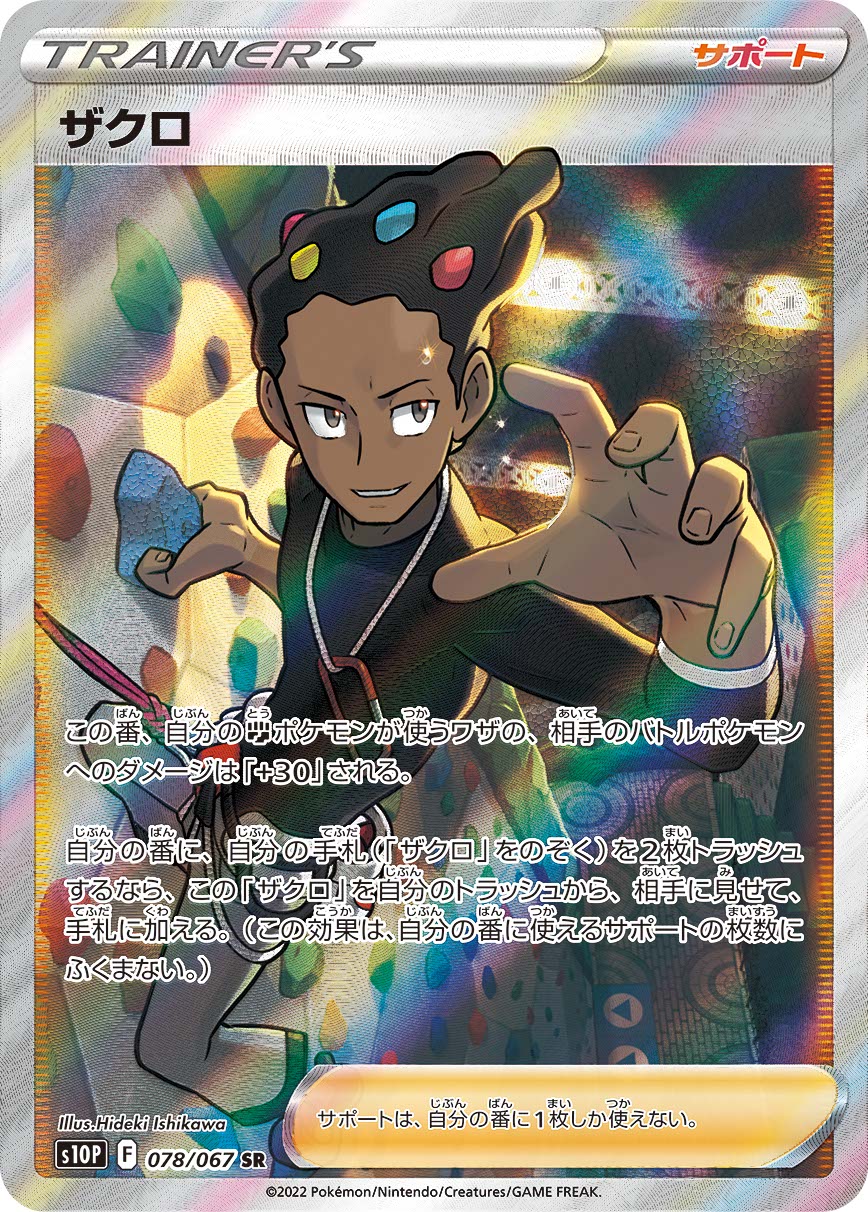 TRAINER'S
サポート
ザクロ
この番、自分の闘ポケモンが使うワザの、相手のバトルポケモン
へのダメージは「+30」される。
自分の番に、自分の手札(「ザクロ」をのぞく)を2枚トラッシュ
するなら、この「ザクロ」を自分のトラッシュから、相手に見せて、
手札に加える。(この効果は、自分の番に使えるサポートの枚数に
ふくまない。)
サポートは、自分の番に1枚しか使えない。
Illus.Hideki Ishikawa
s10P F 078/067 SR
©2022 Pokémon/Nintendo/Creatures/GAME FREAK.